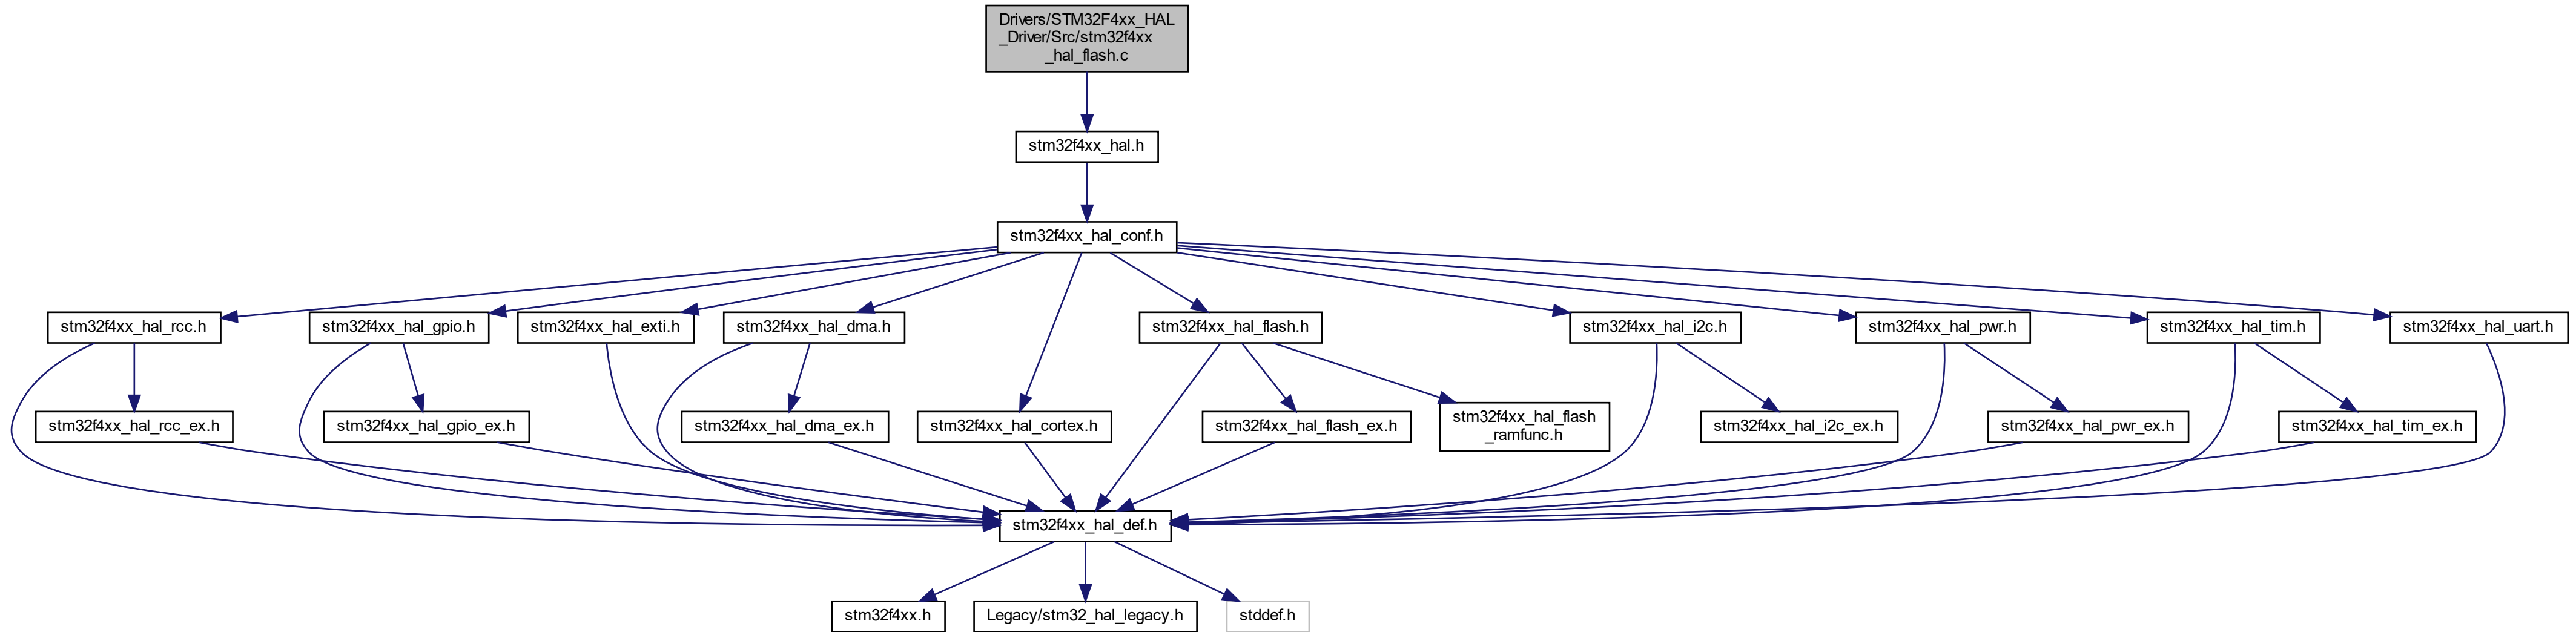 Drivers/STM32F4xx_HAL
_Driver/Src/stm32f4xx
_hal_flash.c
stm32f4xx_hal.h
stm32f4xx_hal_conf.h
stm32f4xx_hal_rcc.h
stm32f4xx_hal_gpio.h
stm32f4xx_hal_exti.h
stm32f4xx_hal_dma.h
stm32f4xx_hal_flash.h
stm32f4xx_hal_i2c.h
stm32f4xx_hal_pwr.h
stm32f4xx_hal_tim.h
stm32f4xx_hal_uart.h
stm32f4xx_hal_rcc_ex.h
stm32f4xx_hal_gpio_ex.h
stm32f4xx_hal_dma_ex.h
stm32f4xx_hal_cortex.h
stm32f4xx_hal_flash_ex.h
stm32f4xx_hal_flash
_ramfunc.h
stm32f4xx_hal_i2c_ex.h
stm32f4xx_hal_pwr_ex.h
stm32f4xx_hal_tim_ex.h
stm32f4xx_hal_def.h
stm32f4xx.h
Legacy/stm32_hal_legacy.h
stddef.h